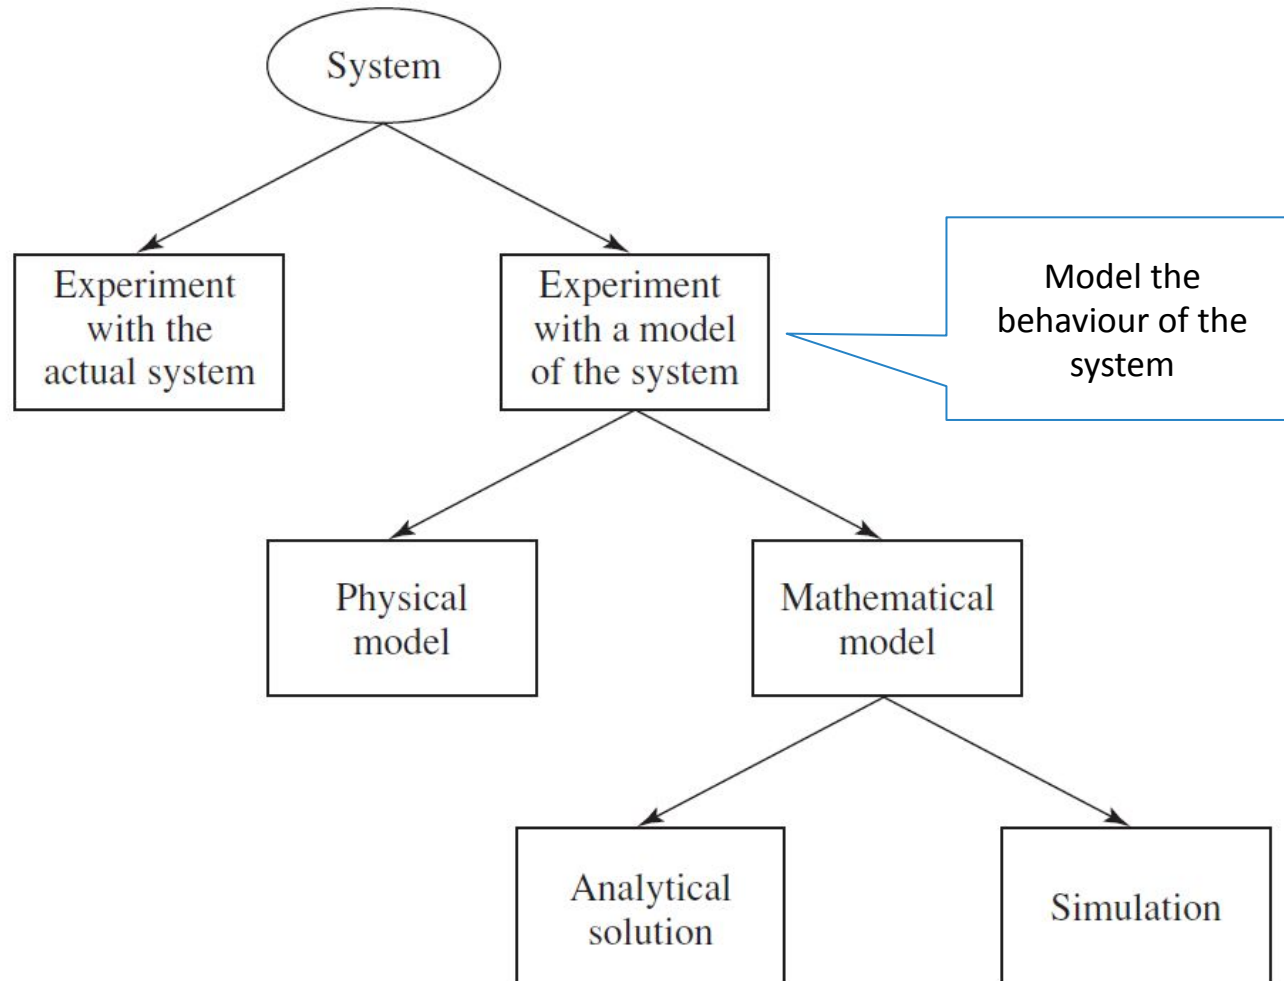 System
Experiment
with the
actual system
Experiment
with a model
of the system
Model the
behaviour of the
system
Physical
model
Mathematical
model
Analytical
solution
Simulation